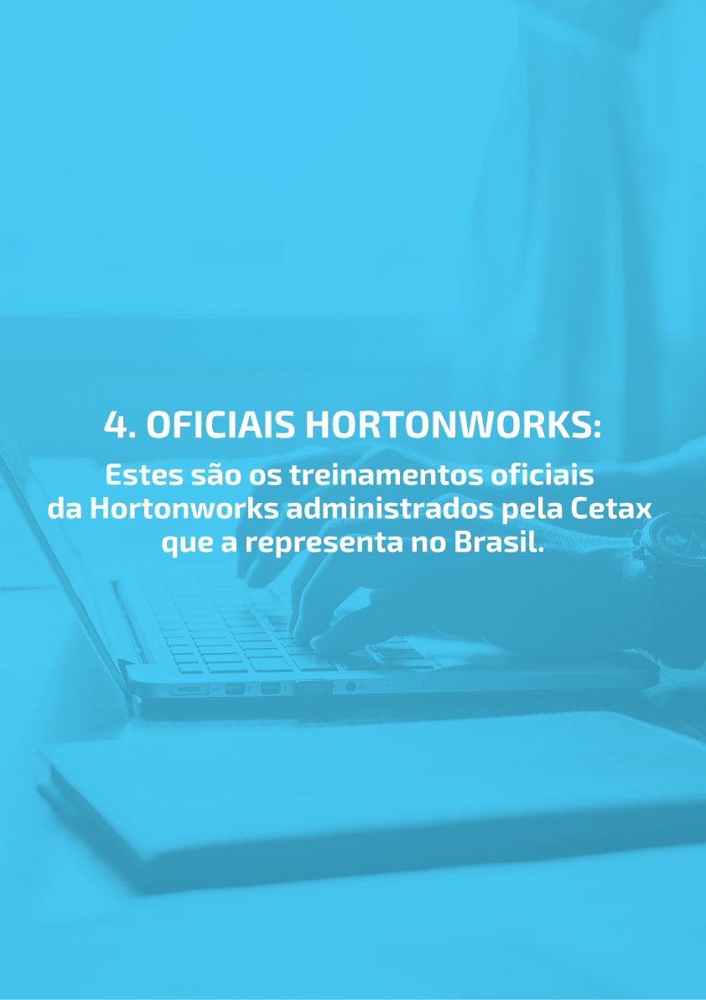 4. OFICIAIS HORTONWORKS:
Estes são os treinamentos oficiais
da Hortonworks administrados pela Cetax
que a representa no Brasil.